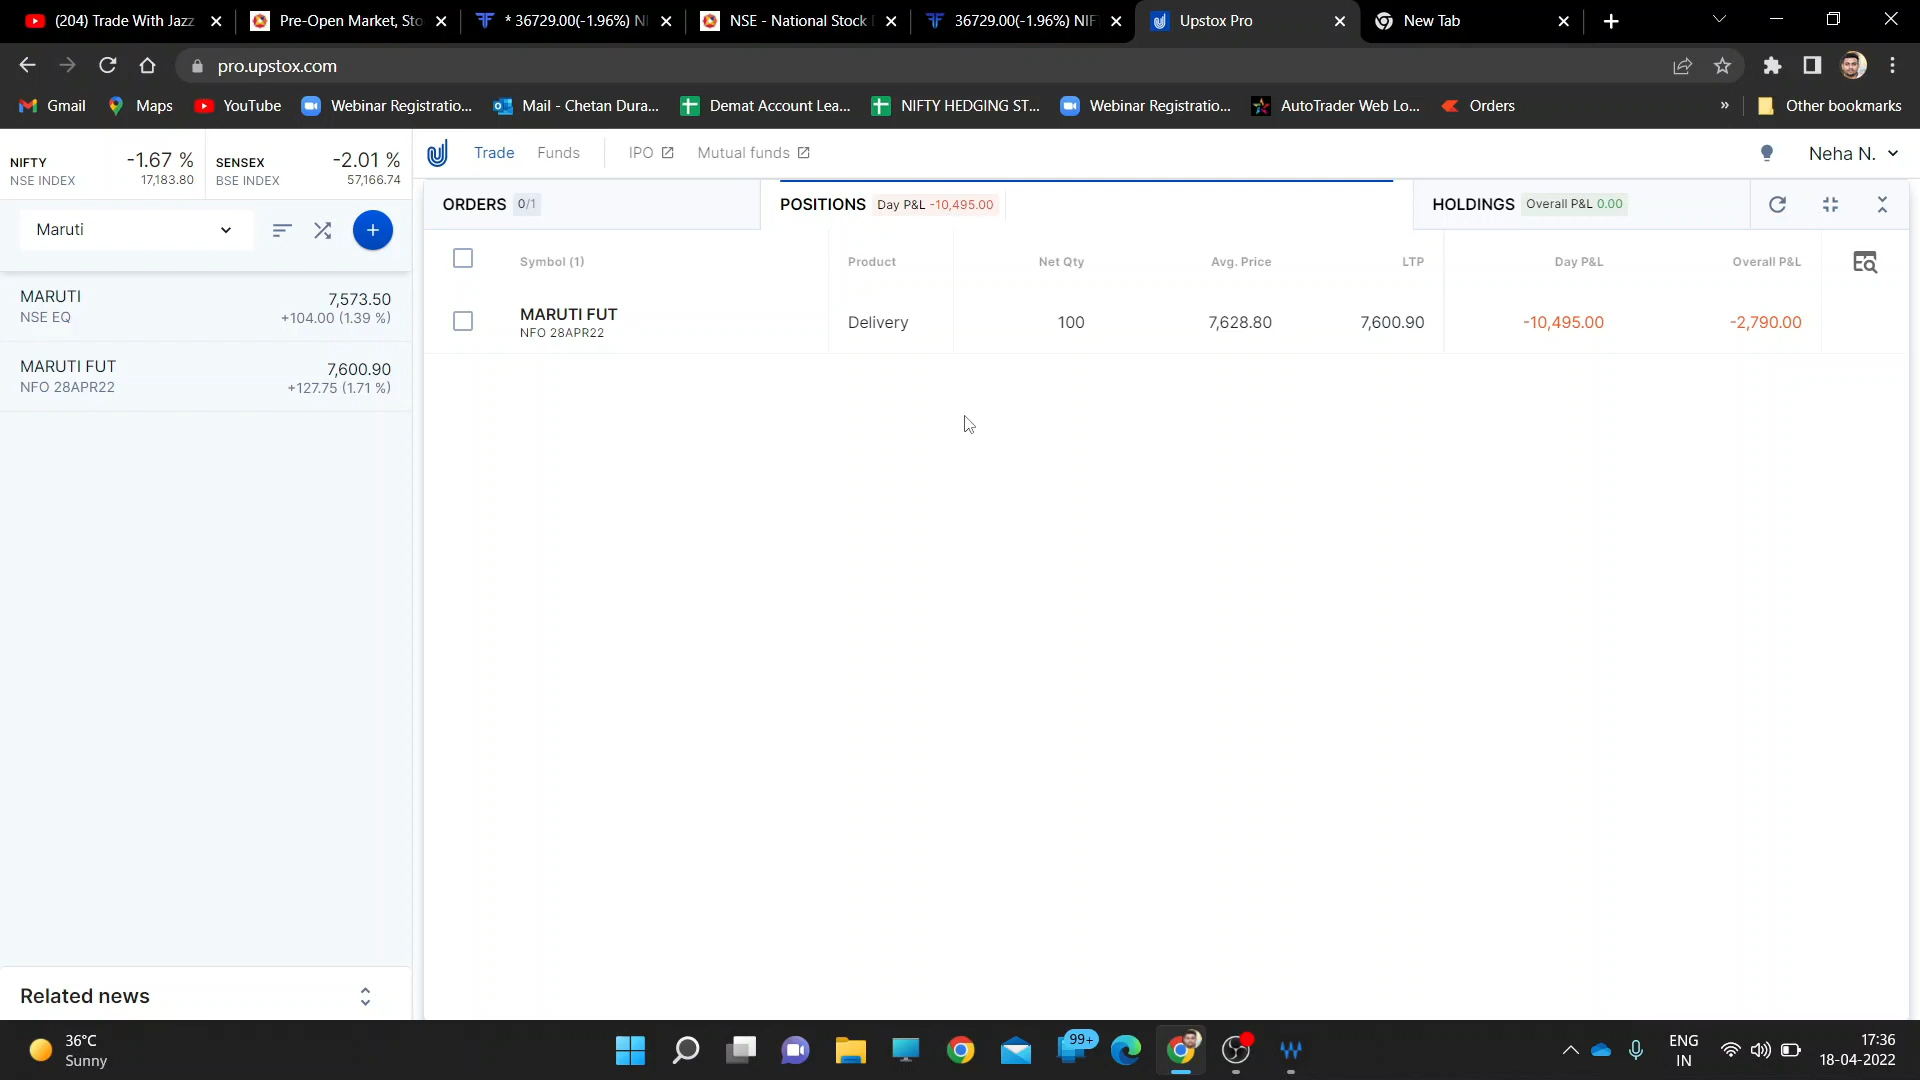 (204) Trade With Jazz
Pre-Open Market, Sto
* 36729.00(-1.96%) NI
NSE - National Stock
36729.00(-1.96%) NIF
Upstox Pro
New Tab
pro.upstox.com
Gmail
Maps
YouTube
Webinar Registratio...
Mail - Chetan Dura...
Demat Account Lea...
NIFTY HEDGING ST...
Webinar Registratio...
AutoTrader Web Lo...
Orders
»
Other bookmarks
NIFTY -1.67 %
NSE INDEX 17,183.80
SENSEX -2.01 %
BSE INDEX 57,166.74
Trade
Funds
IPO
Mutual funds
Neha N.
Maruti
MARUTI 7,573.50
NSE EQ +104.00 (1.39 %)
MARUTI FUT 7,600.90
NFO 28APR22 +127.75 (1.71 %)
ORDERS 0/1
POSITIONS Day P&L -10,495.00
HOLDINGS Overall P&L 0.00
Symbol (1) Product Net Qty Avg. Price LTP Day P&L Overall P&L
MARUTI FUT Delivery 100 7,628.80 7,600.90 -10,495.00 -2,790.00
NFO 28APR22
Related news
36°C
Sunny
99+
ENG
IN
17:36
18-04-2022